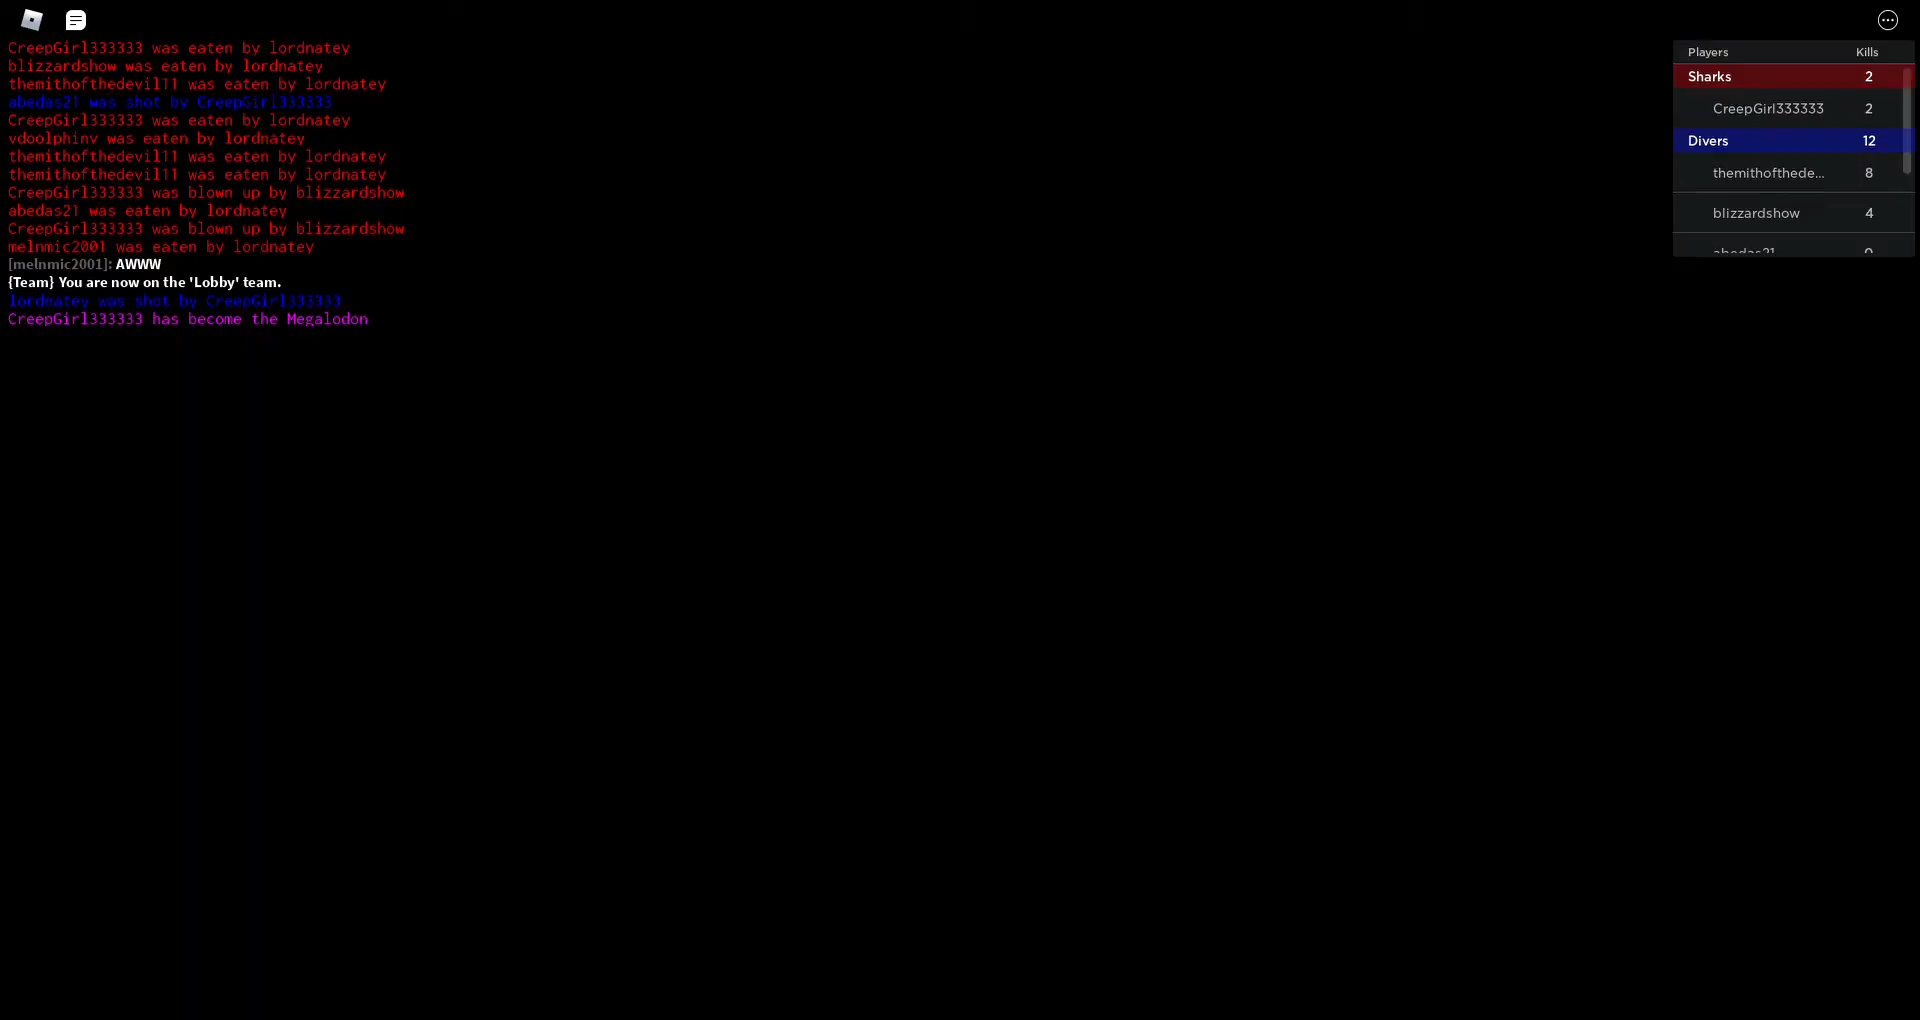 CreepGirl333333 was eaten by lordnatey
blizzardshow was eaten by lordnatey
themithofthedevil11 was eaten by lordnatey
abedas21 was shot by CreepGirl333333
CreepGirl333333 was eaten by lordnatey
vdoolphinv was eaten by lordnatey
themithofthedevil11 was eaten by lordnatey
themithofthedevil11 was eaten by lordnatey
CreepGirl333333 was blown up by blizzardshow
abedas21 was eaten by lordnatey
CreepGirl333333 was blown up by blizzardshow
melnmic2001 was eaten by lordnatey
[melnmic2001]: AWWW
{Team} You are now on the 'Lobby' team.
lordnatey was shot by CreepGirl333333
CreepGirl333333 has become the Megalodon
Players Kills
Sharks 2
CreepGirl333333 2
Divers 12
themithofthede... 8
blizzardshow 4
abedas21 0